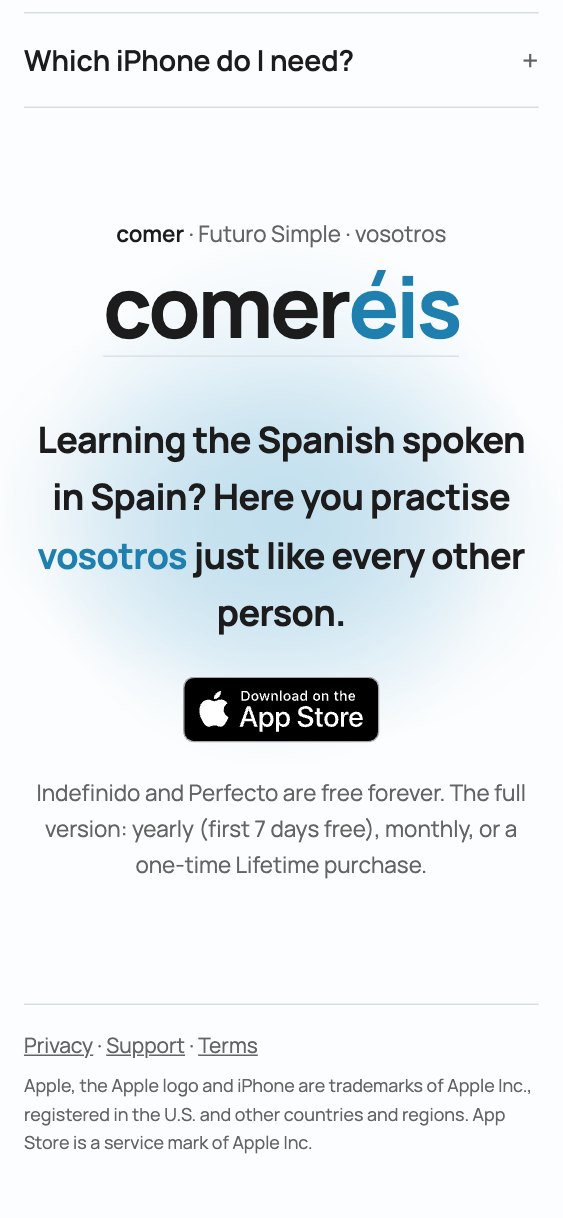 Which iPhone do I need? +
comer · Futuro Simple · vosotros
comeréis
Learning the Spanish spoken
in Spain? Here you practise
vosotros just like every other
person.
Download on the
App Store
Indefinido and Perfecto are free forever. The full
version: yearly (first 7 days free), monthly, or a
one-time Lifetime purchase.
Privacy · Support · Terms
Apple, the Apple logo and iPhone are trademarks of Apple Inc.,
registered in the U.S. and other countries and regions. App
Store is a service mark of Apple Inc.